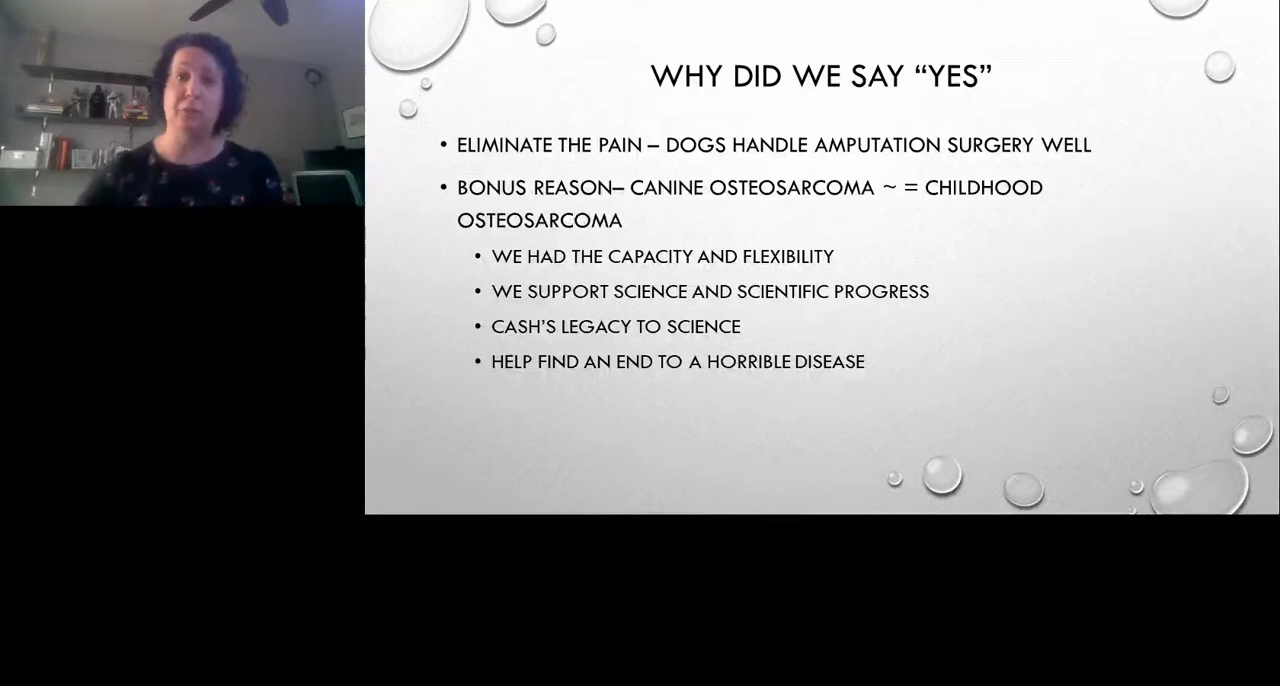 WHY DID WE SAY “YES”
• ELIMINATE THE PAIN – DOGS HANDLE AMPUTATION SURGERY WELL
• BONUS REASON– CANINE OSTEOSARCOMA ~ = CHILDHOOD
OSTEOSARCOMA
• WE HAD THE CAPACITY AND FLEXIBILITY
• WE SUPPORT SCIENCE AND SCIENTIFIC PROGRESS
• CASH’S LEGACY TO SCIENCE
• HELP FIND AN END TO A HORRIBLE DISEASE